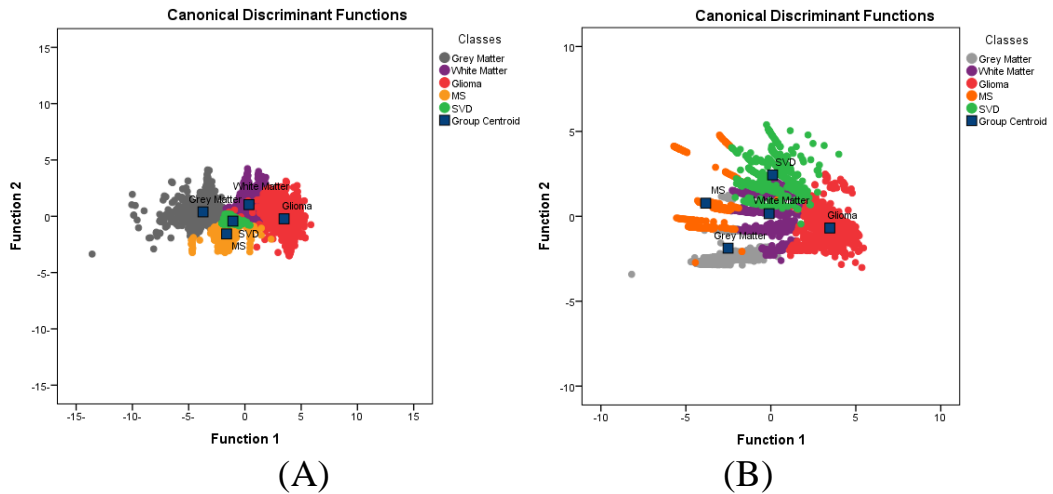 Canonical Discriminant Functions
Classes
Grey Matter
White Matter
Glioma
MS
SVD
Group Centroid
15
10
5
0
-5-
-10-
-15-
Function 2
White Matter
Grey Matter
Glioma
SVD
MS
-15-
-10-
-5-
0
5
10
15
Function 1
(A)
Canonical Discriminant Functions
Classes
Grey Matter
White Matter
Glioma
MS
SVD
Group Centroid
10
5
0
-5
-10
Function 2
SVD
MS
White Matter
Glioma
Grey Matter
-10
-5
0
5
10
Function 1
(B)